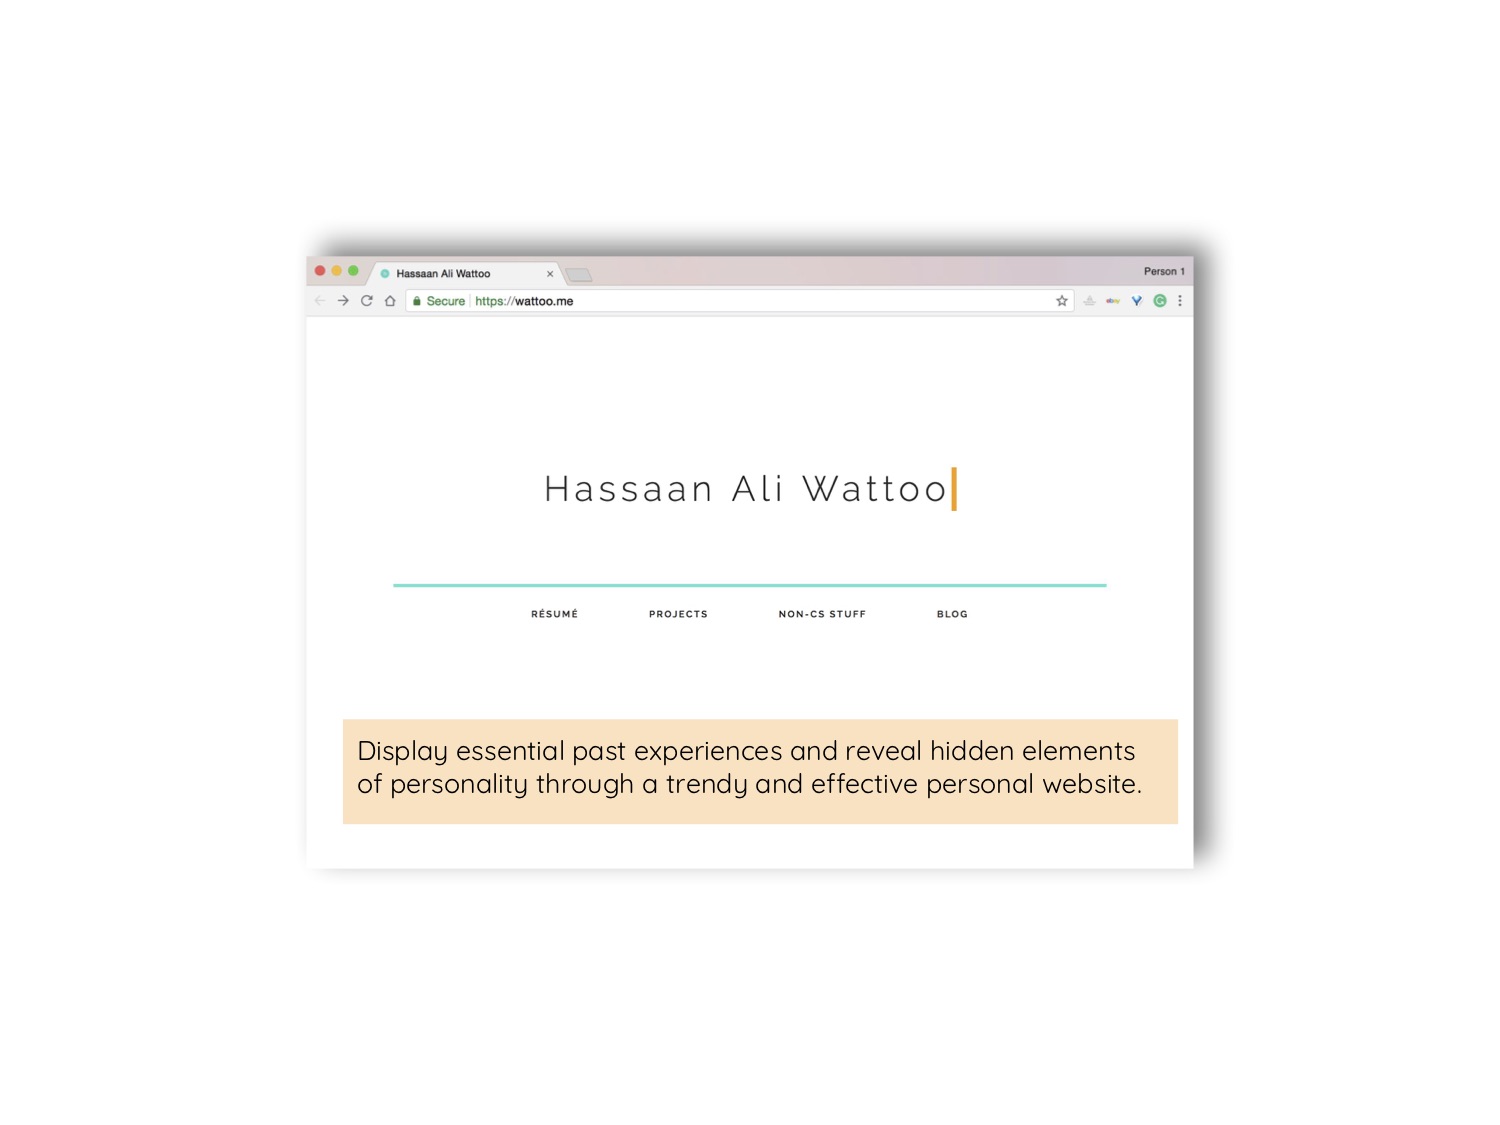 Hassaan Ali Wattoo
Person 1
Secure https://wattoo.me
ebay
Hassaan Ali Wattoo
RÉSUMÉ PROJECTS NON-CS STUFF BLOG
Display essential past experiences and reveal hidden elements
of personality through a trendy and effective personal website.